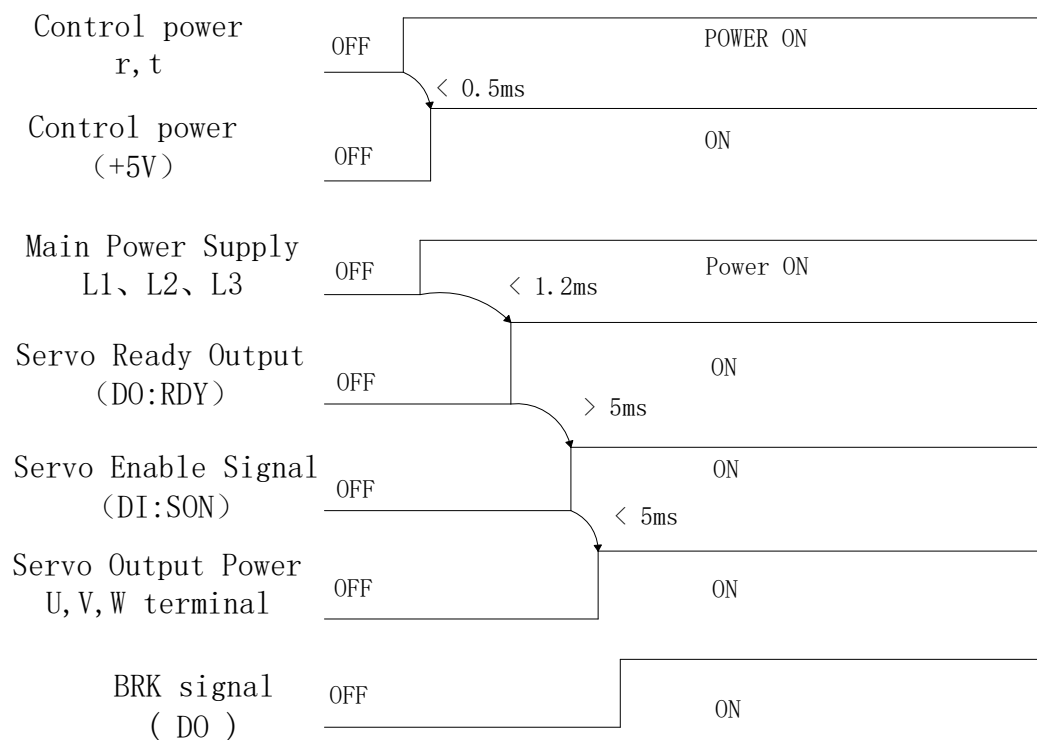 Control power
r,t
OFF
POWER ON
< 0.5ms
Control power
（+5V）
OFF
ON
Main Power Supply
L1、L2、L3
OFF
Power ON
< 1.2ms
Servo Ready Output
（DO:RDY）
OFF
ON
> 5ms
Servo Enable Signal
（DI:SON）
OFF
ON
< 5ms
Servo Output Power
U,V,W terminal
OFF
ON
BRK signal
( DO )
OFF
ON